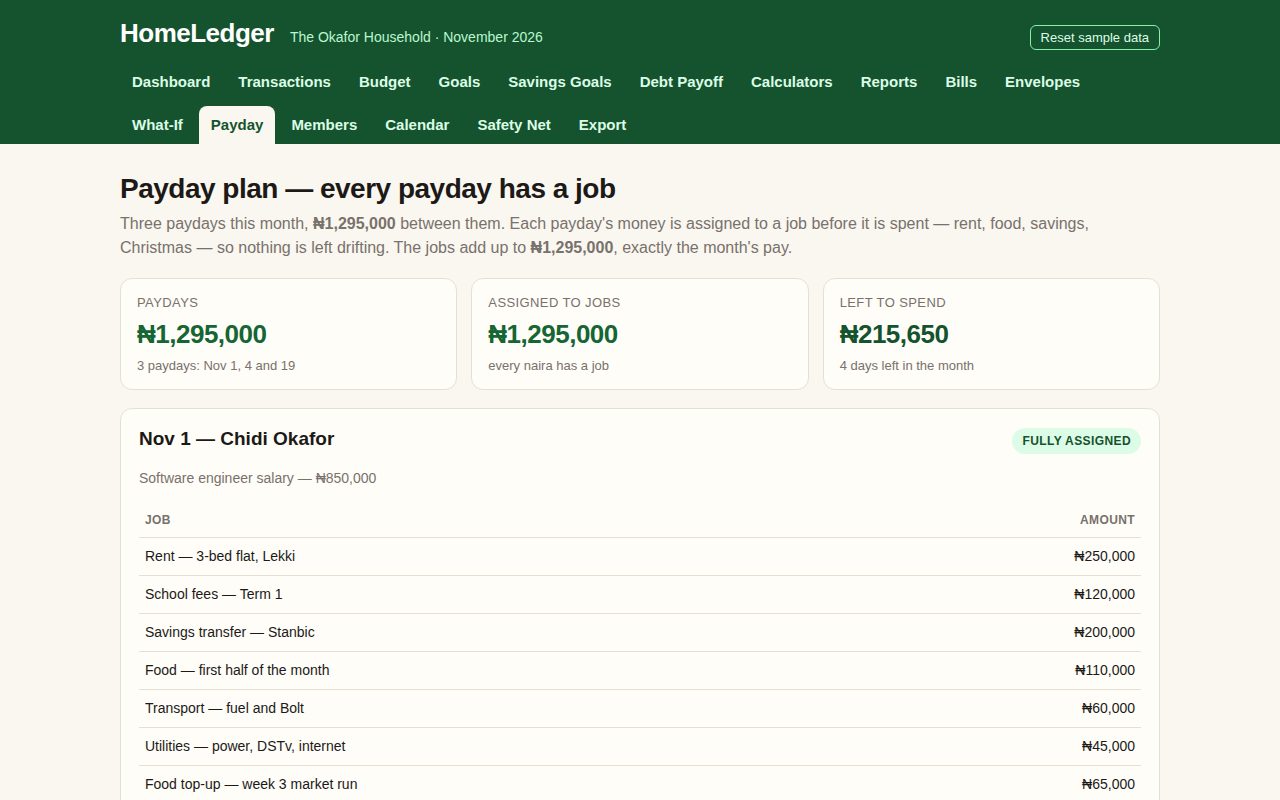 HomeLedger
The Okafor Household · November 2026
Reset sample data
Dashboard Transactions Budget Goals Savings Goals Debt Payoff Calculators Reports Bills Envelopes
What-If Payday Members Calendar Safety Net Export
Payday plan — every payday has a job
Three paydays this month, ₦1,295,000 between them. Each payday's money is assigned to a job before it is spent — rent, food, savings,
Christmas — so nothing is left drifting. The jobs add up to ₦1,295,000, exactly the month's pay.
PAYDAYS
₦1,295,000
3 paydays: Nov 1, 4 and 19
ASSIGNED TO JOBS
₦1,295,000
every naira has a job
LEFT TO SPEND
₦215,650
4 days left in the month
Nov 1 — Chidi Okafor
FULLY ASSIGNED
Software engineer salary — ₦850,000
JOB AMOUNT
Rent — 3-bed flat, Lekki ₦250,000
School fees — Term 1 ₦120,000
Savings transfer — Stanbic ₦200,000
Food — first half of the month ₦110,000
Transport — fuel and Bolt ₦60,000
Utilities — power, DSTv, internet ₦45,000
Food top-up — week 3 market run ₦65,000